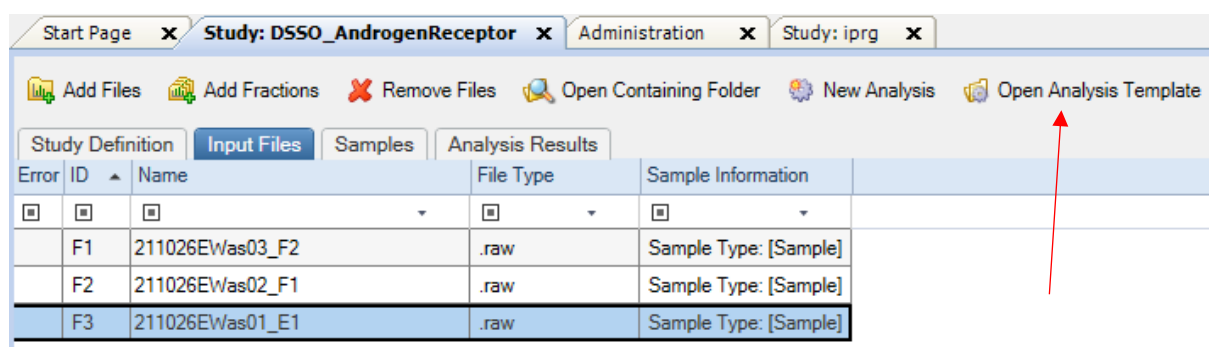 Start Page x Study: DSSO_AndrogenReceptor x Administration x Study: iprg x
Add Files Add Fractions Remove Files Open Containing Folder New Analysis Open Analysis Template
Study Definition Input Files Samples Analysis Results
Error ID Name File Type Sample Information
F1 211026EWas03_F2 .raw Sample Type: [Sample]
F2 211026EWas02_F1 .raw Sample Type: [Sample]
F3 211026EWas01_E1 .raw Sample Type: [Sample]